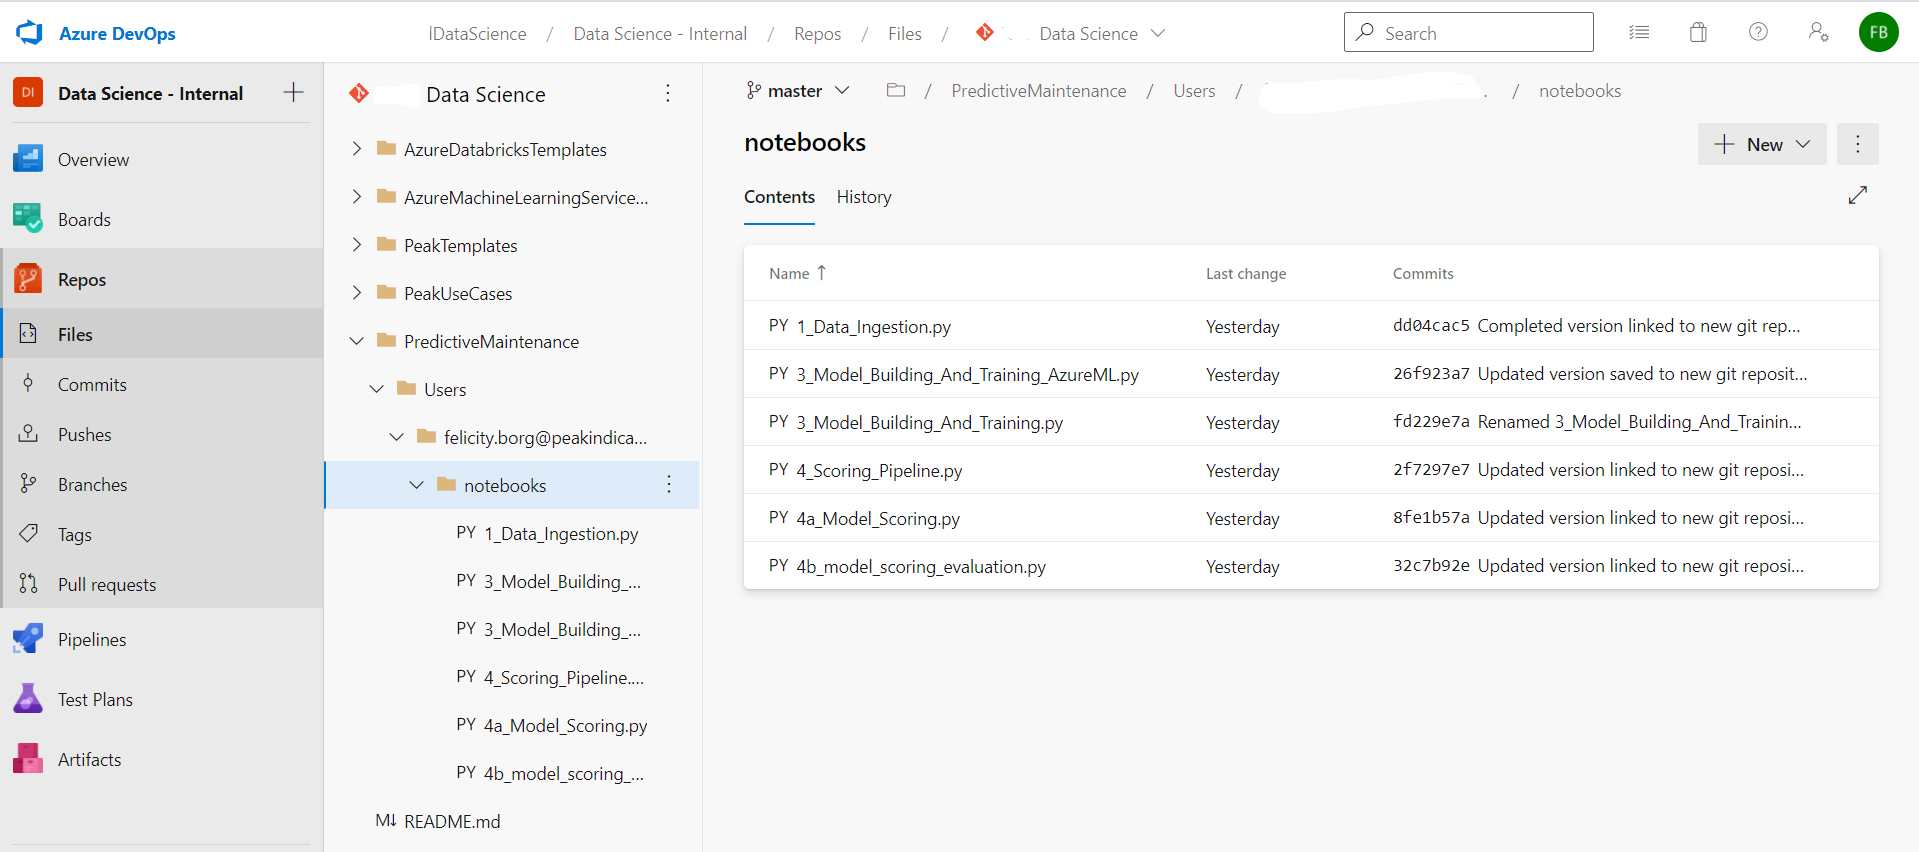 Azure DevOps
lDataScience / Data Science - Internal / Repos / Files / Data Science
Search
FB
DI Data Science - Internal
Overview
Boards
Repos
Files
Commits
Pushes
Branches
Tags
Pull requests
Pipelines
Test Plans
Artifacts
Data Science
AzureDatabricksTemplates
AzureMachineLearningService...
PeakTemplates
PeakUseCases
PredictiveMaintenance
Users
felicity.borg@peakindica...
notebooks
PY 1_Data_Ingestion.py
PY 3_Model_Building_...
PY 3_Model_Building_...
PY 4_Scoring_Pipeline....
PY 4a_Model_Scoring.py
PY 4b_model_scoring_...
M↓ README.md
master / PredictiveMaintenance / Users / . / notebooks
notebooks
New
Contents History
Name ↑ Last change Commits
PY 1_Data_Ingestion.py Yesterday dd04cac5 Completed version linked to new git rep...
PY 3_Model_Building_And_Training_AzureML.py Yesterday 26f923a7 Updated version saved to new git reposit...
PY 3_Model_Building_And_Training.py Yesterday fd229e7a Renamed 3_Model_Building_And_Trainin...
PY 4_Scoring_Pipeline.py Yesterday 2f7297e7 Updated version linked to new git reposi...
PY 4a_Model_Scoring.py Yesterday 8fe1b57a Updated version linked to new git reposi...
PY 4b_model_scoring_evaluation.py Yesterday 32c7b92e Updated version linked to new git reposi...